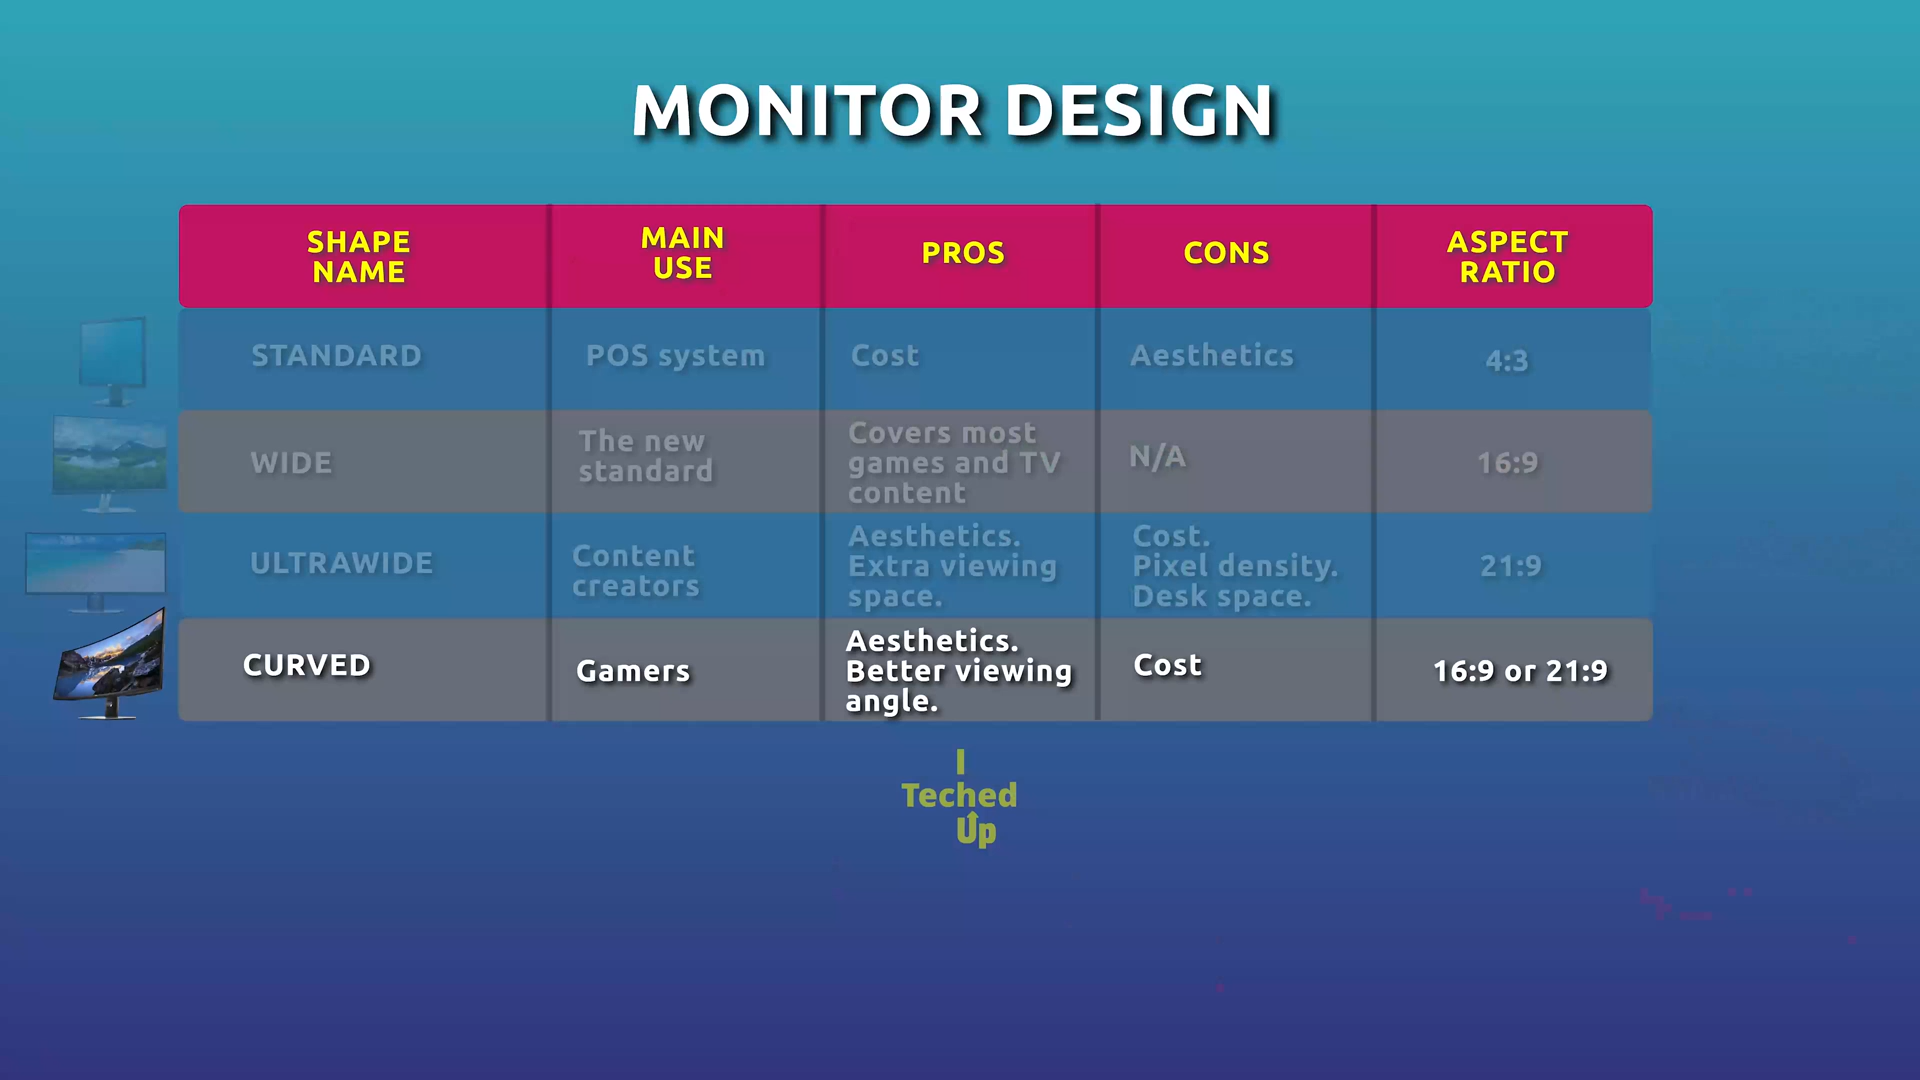 MONITOR DESIGN
SHAPE
NAME
MAIN
USE
PROS
CONS
ASPECT
RATIO
STANDARD
POS system
Cost
Aesthetics
4:3
WIDE
The new
standard
Covers most
games and TV
content
N/A
16:9
ULTRAWIDE
Content
creators
Aesthetics.
Extra viewing
space.
Cost.
Pixel density.
Desk space.
21:9
CURVED
Gamers
Aesthetics.
Better viewing
angle.
Cost
16:9 or 21:9
I
Teched
Up